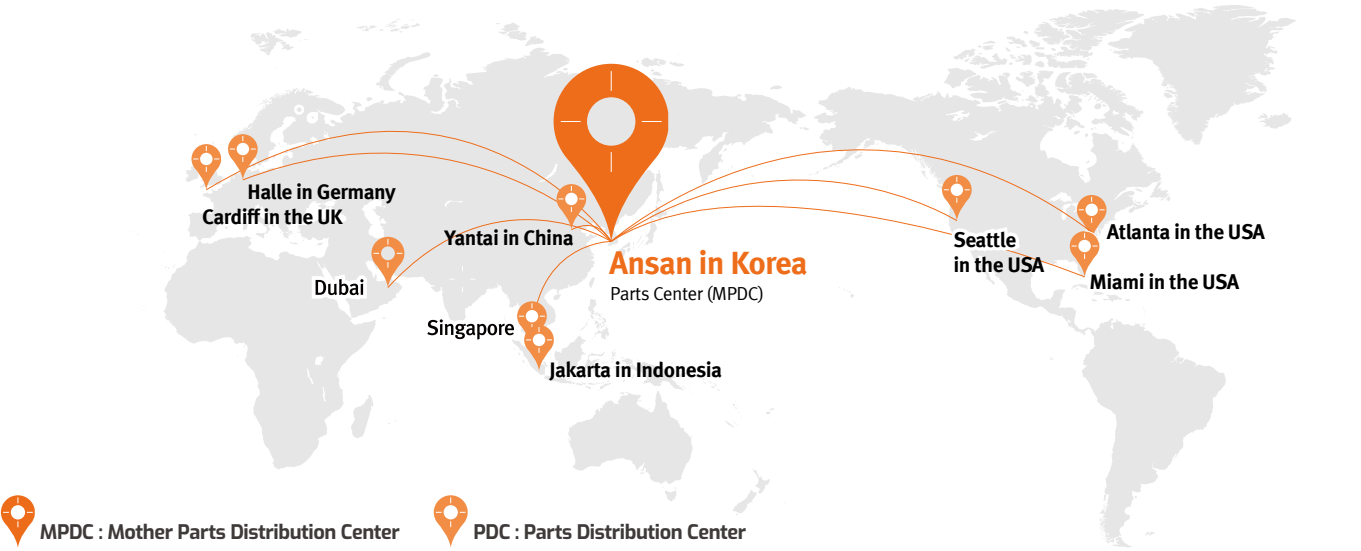 Halle in Germany
Cardiff in the UK
Yantai in China
Dubai
Singapore
Jakarta in Indonesia
Ansan in Korea
Parts Center (MPDC)
Seattle
in the USA
Atlanta in the USA
Miami in the USA
MPDC : Mother Parts Distribution Center
PDC : Parts Distribution Center